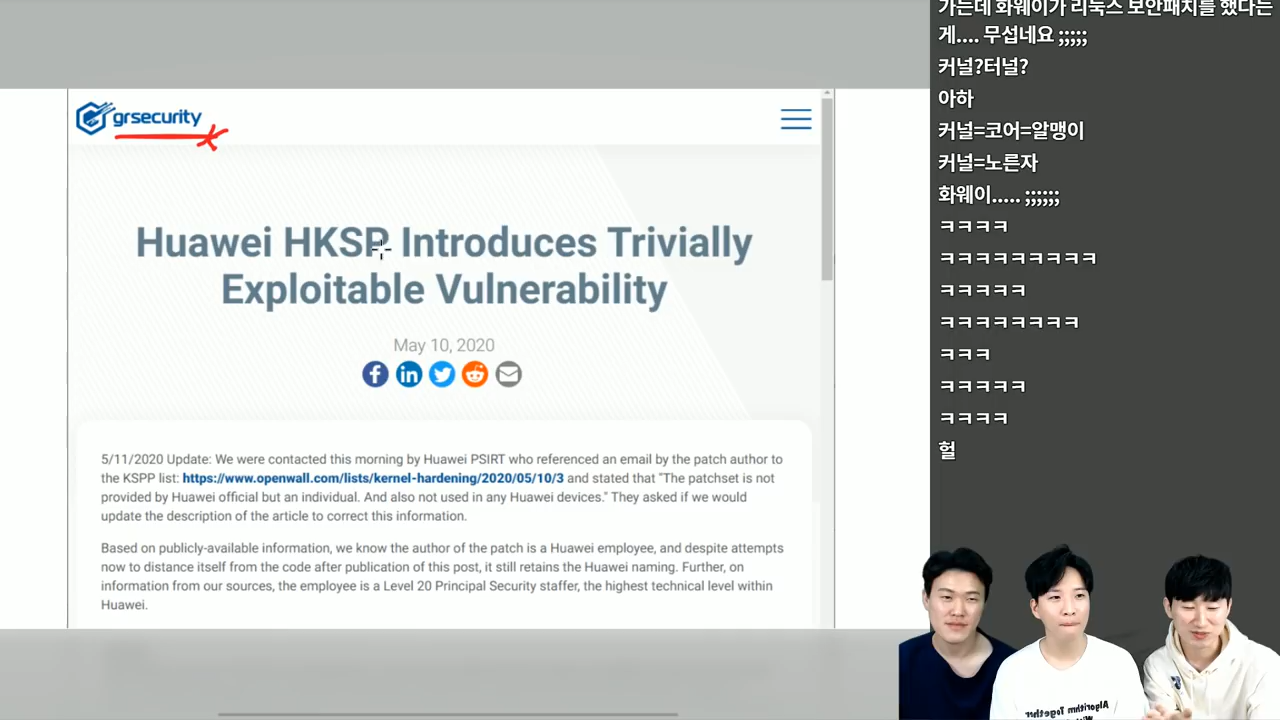 grsecurity
Huawei HKSP Introduces Trivially
Exploitable Vulnerability
May 10, 2020
5/11/2020 Update: We were contacted this morning by Huawei PSIRT who referenced an email by the patch author to
the KSPP list: https://www.openwall.com/lists/kernel-hardening/2020/05/10/3 and stated that "The patchset is not
provided by Huawei official but an individual. And also not used in any Huawei devices." They asked if we would
update the description of the article to correct this information.
Based on publicly-available information, we know the author of the patch is a Huawei employee, and despite attempts
now to distance itself from the code after publication of this post, it still retains the Huawei naming. Further, on
information from our sources, the employee is a Level 20 Principal Security staffer, the highest technical level within
Huawei.
가는데 화웨이가 리눅스 보안패치를 했다는
게.... 무섭네요 ;;;;;
커널?터널?
아하
커널=코어=알맹이
커널=노른자
화웨이..... ;;;;;;
ㅋㅋㅋㅋ
ㅋㅋㅋㅋㅋㅋㅋㅋㅋ
ㅋㅋㅋㅋㅋ
ㅋㅋㅋㅋㅋㅋㅋㅋ
ㅋㅋㅋ
ㅋㅋㅋㅋㅋ
ㅋㅋㅋㅋ
헐
Algorithm Together